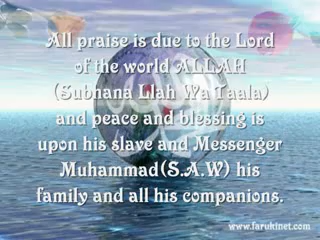 All praise is due to the Lord
of the world ALLAH
(Subhana Llah Wa Taala)
and peace and blessing is
upon his slave and Messenger
Muhammad(S.A.W) his
family and all his companions.
www.farukinet.com